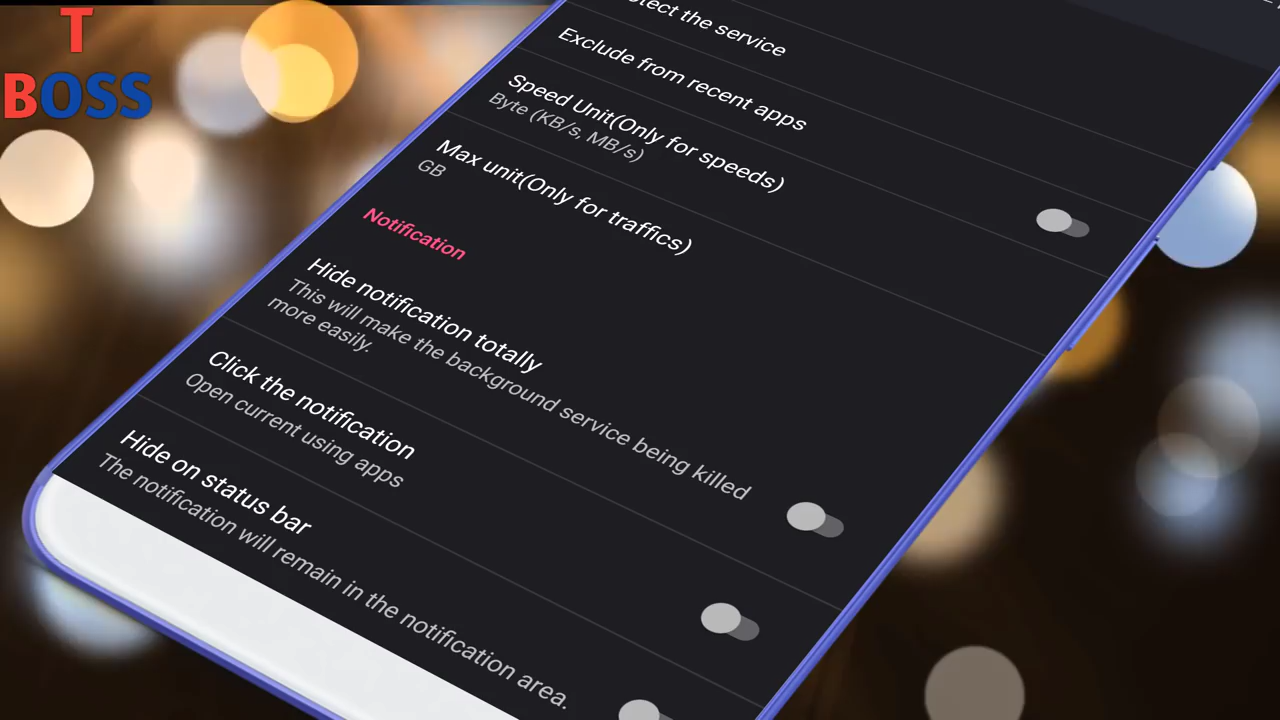 T
BOSS
the service
Exclude from recent apps
Speed Unit(Only for speeds)
Byte (KB/s, MB/s)
Max unit(Only for traffics)
GB
Notification
Hide notification totally
This will make the background service being killed
more easily.
Click the notification
Open current using apps
Hide on status bar
The notification will remain in the notification area.